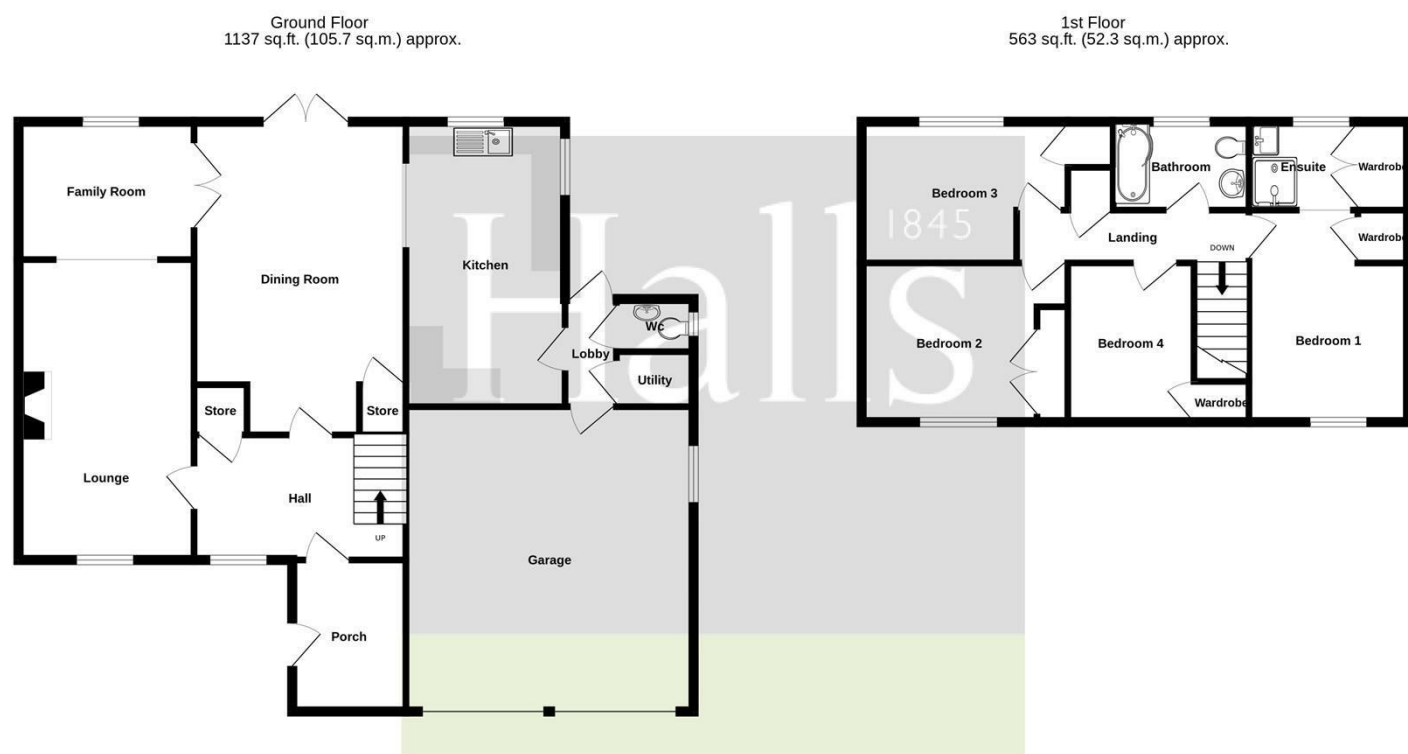 Ground Floor
1137 sq.ft. (105.7 sq.m.) approx.
1st Floor
563 sq.ft. (52.3 sq.m.) approx.
Family Room
Dining Room
Kitchen
Lobby
Wc
Utility
Store
Store
Lounge
Hall
UP
Garage
Porch
Halls
1845
Bedroom 3
Bathroom
Ensuite
Wardrobe
Wardrobe
Landing
DOWN
Bedroom 2
Bedroom 4
Bedroom 1
Wardrobe